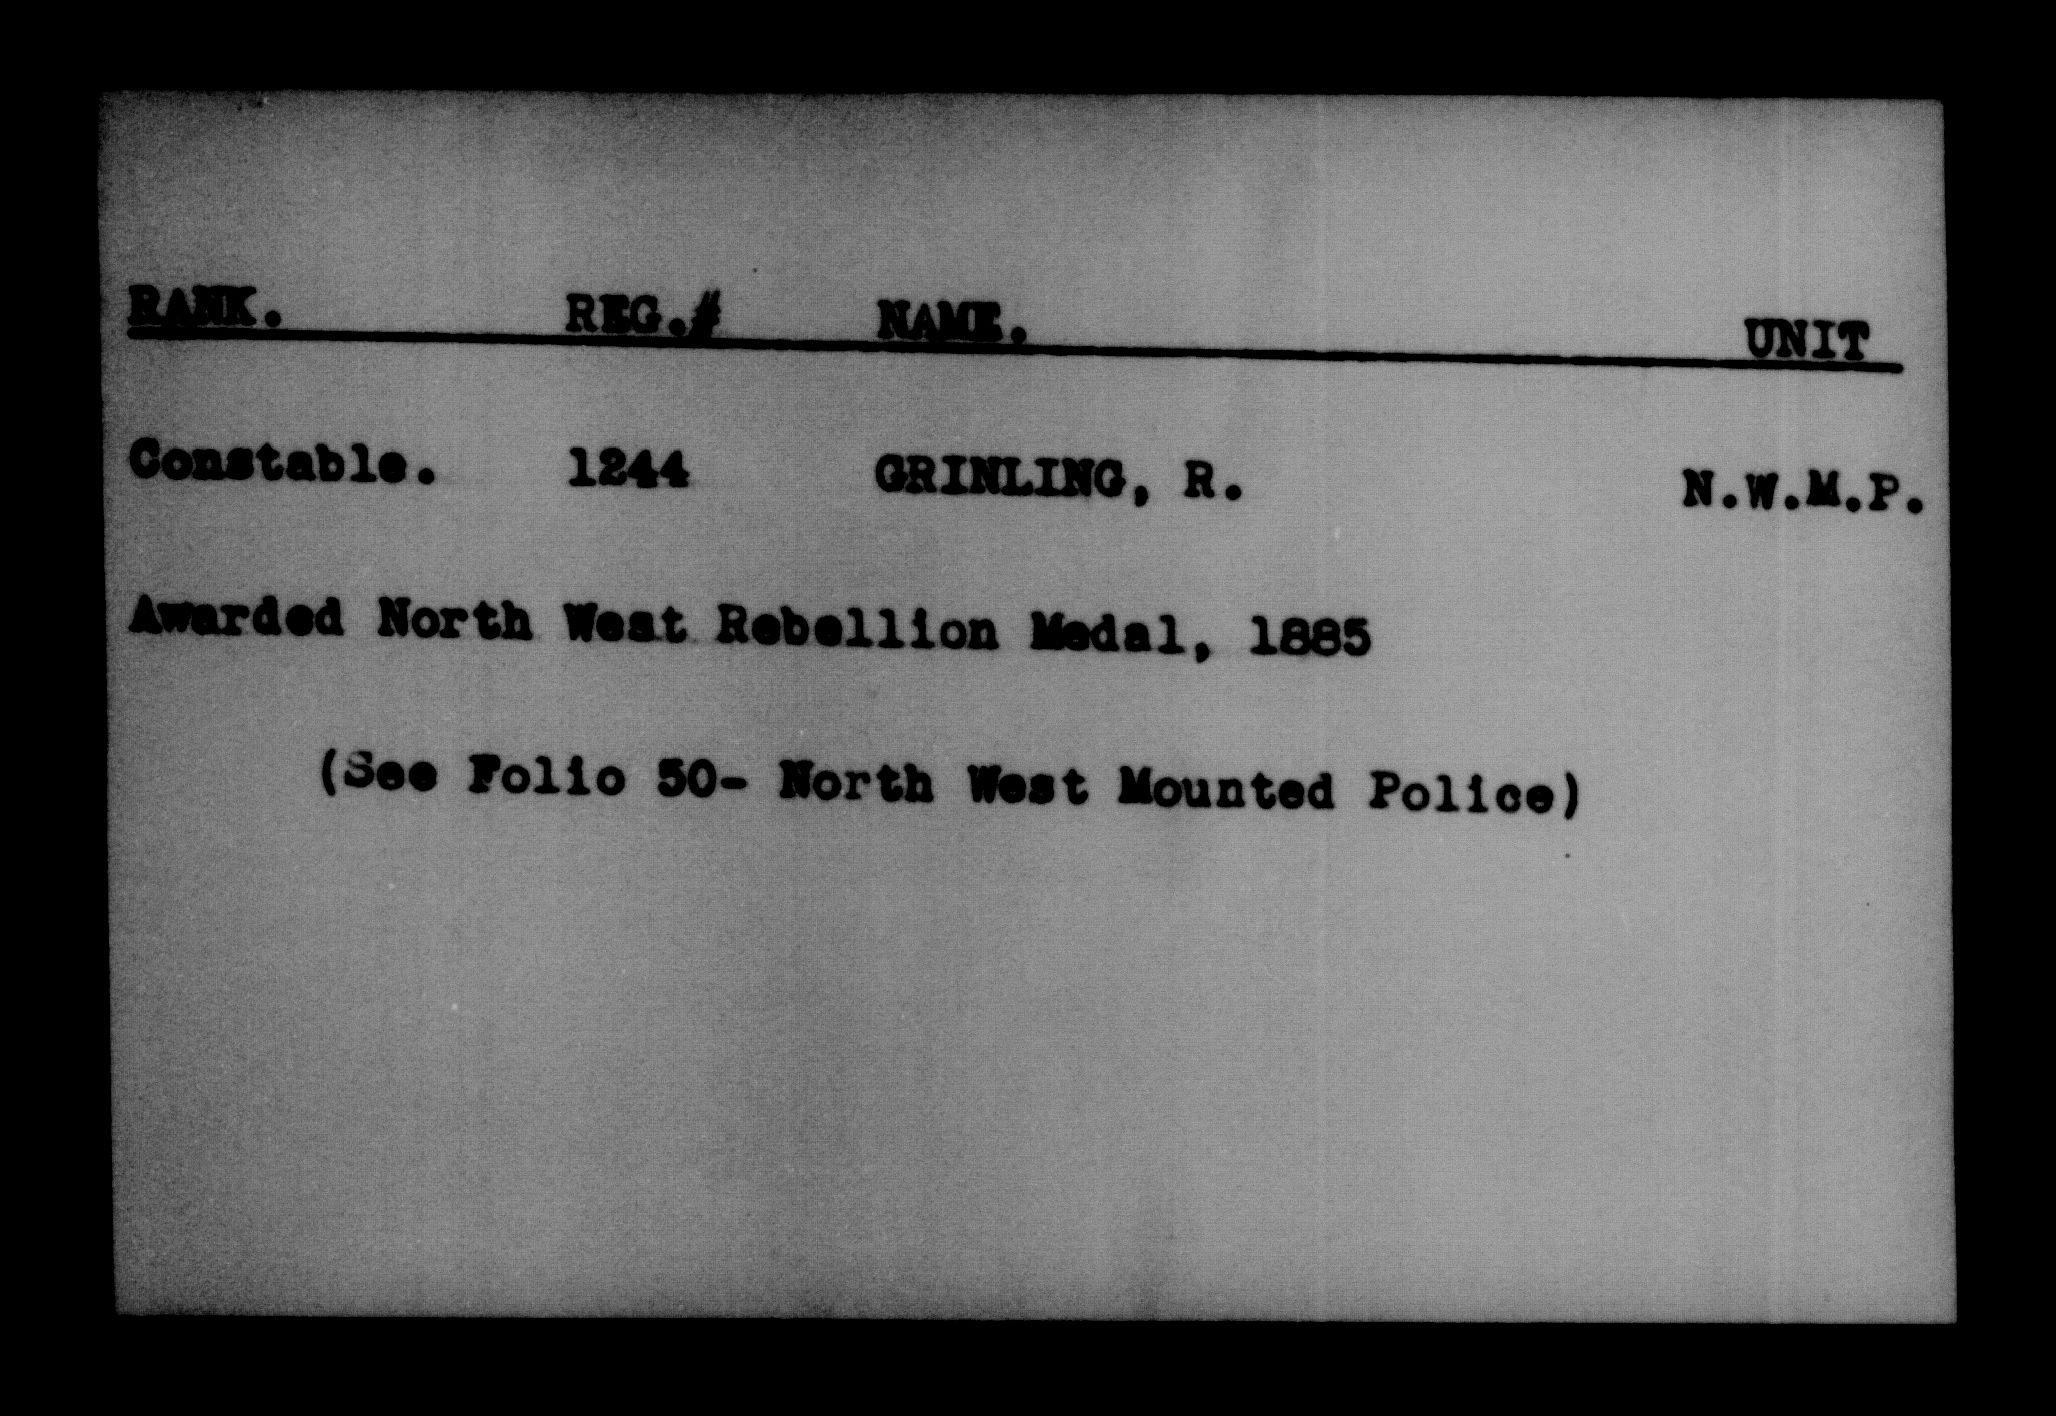 RANK. REG.# NAME. UNIT
Constable. 1244 GRINLING, R. N.W.M.P.
Awarded North West Rebellion Medal, 1885
(See Folio 50- North West Mounted Police)